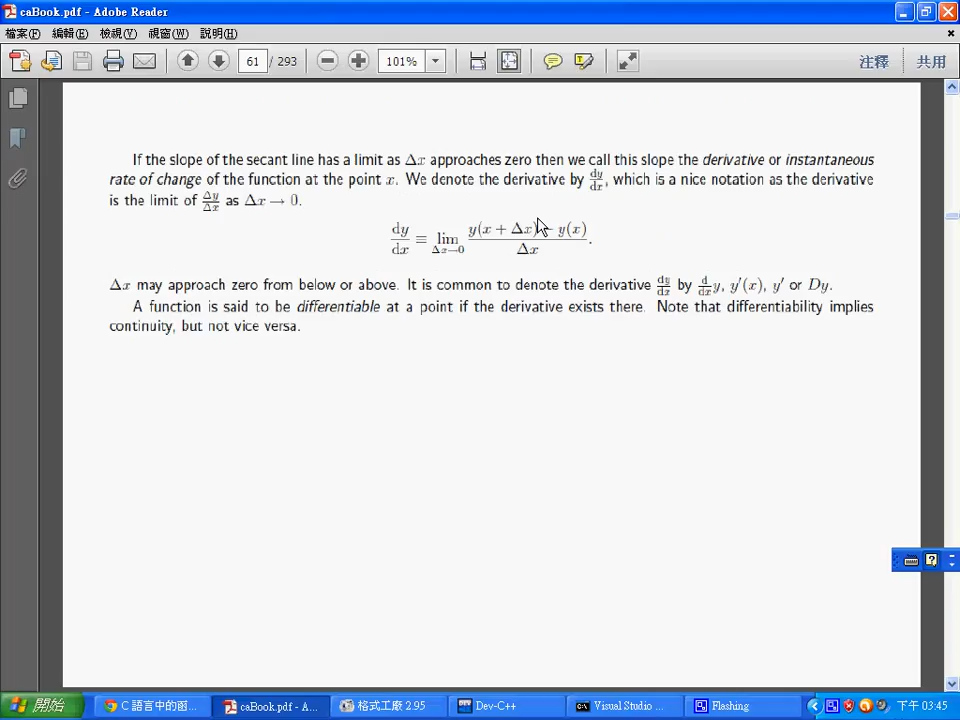 caBook.pdf - Adobe Reader
檔案(F) 編輯(E) 檢視(V) 視窗(W) 說明(H)
61 / 293 101% 注釋 共用
If the slope of the secant line has a limit as Δx approaches zero then we call this slope the derivative or instantaneous
rate of change of the function at the point x. We denote the derivative by dy/dx, which is a nice notation as the derivative
is the limit of Δy/Δx as Δx → 0.
dy/dx ≡ lim Δx→0 (y(x + Δx) − y(x))/Δx.
Δx may approach zero from below or above. It is common to denote the derivative dy/dx by d/dx y, y′(x), y′ or Dy.
A function is said to be differentiable at a point if the derivative exists there. Note that differentiability implies
continuity, but not vice versa.
開始 C 語言中的窗... caBook.pdf - A... 格式工廠 2.95 Dev-C++ Visual Studio ... Flashing 下午 03:45